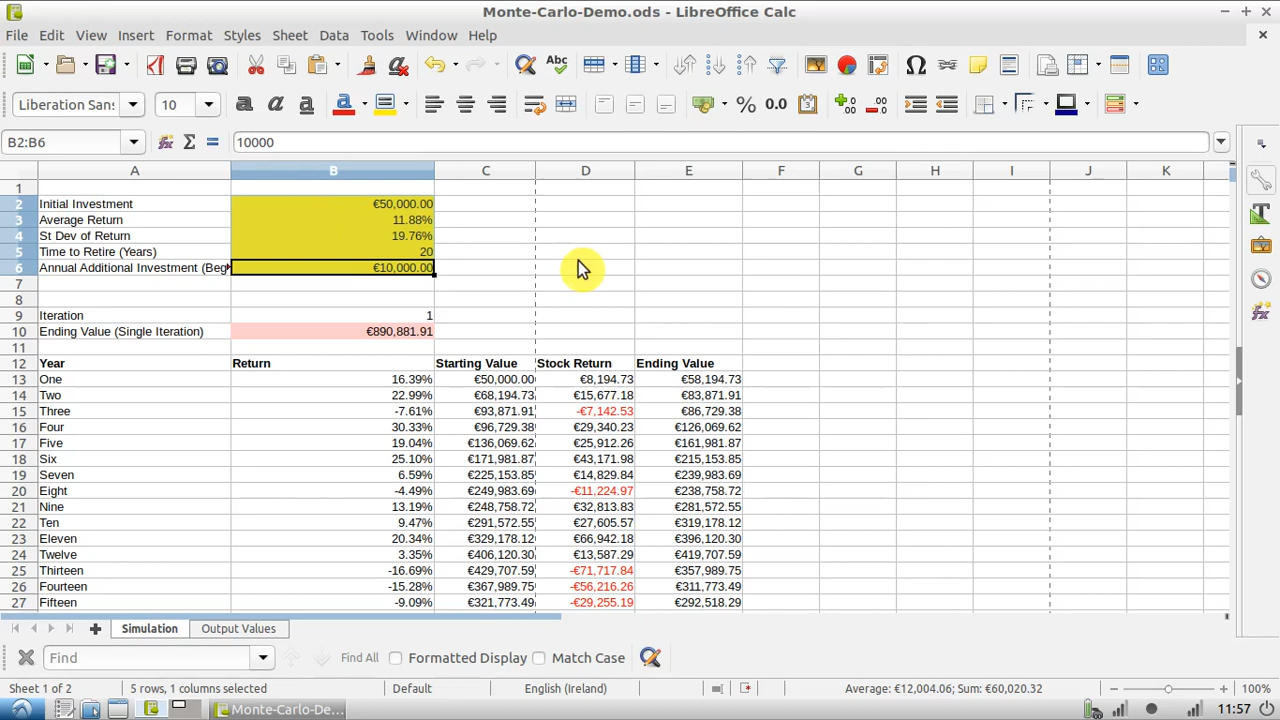 Monte-Carlo-Demo.ods - LibreOffice Calc
File Edit View Insert Format Styles Sheet Data Tools Window Help
Liberation Sans 10
B2:B6 10000
A B C D E F G H I J K
1
2 Initial Investment €50,000.00
3 Average Return 11.88%
4 St Dev of Return 19.76%
5 Time to Retire (Years) 20
6 Annual Additional Investment (Beg €10,000.00
7
8
9 Iteration 1
10 Ending Value (Single Iteration) €890,881.91
11
12 Year Return Starting Value Stock Return Ending Value
13 One 16.39% €50,000.00 €8,194.73 €58,194.73
14 Two 22.99% €68,194.73 €15,677.18 €83,871.91
15 Three -7.61% €93,871.91 -€7,142.53 €86,729.38
16 Four 30.33% €96,729.38 €29,340.23 €126,069.62
17 Five 19.04% €136,069.62 €25,912.26 €161,981.87
18 Six 25.10% €171,981.87 €43,171.98 €215,153.85
19 Seven 6.59% €225,153.85 €14,829.84 €239,983.69
20 Eight -4.49% €249,983.69 -€11,224.97 €238,758.72
21 Nine 13.19% €248,758.72 €32,813.83 €281,572.55
22 Ten 9.47% €291,572.55 €27,605.57 €319,178.12
23 Eleven 20.34% €329,178.12 €66,942.18 €396,120.30
24 Twelve 3.35% €406,120.30 €13,587.29 €419,707.59
25 Thirteen -16.69% €429,707.59 -€71,717.84 €357,989.75
26 Fourteen -15.28% €367,989.75 -€56,216.26 €311,773.49
27 Fifteen -9.09% €321,773.49 -€29,255.19 €292,518.29
Simulation Output Values
Find Find All Formatted Display Match Case
Sheet 1 of 2 5 rows, 1 columns selected Default English (Ireland) Average: €12,004.06; Sum: €60,020.32 100%
Monte-Carlo-De... 11:57